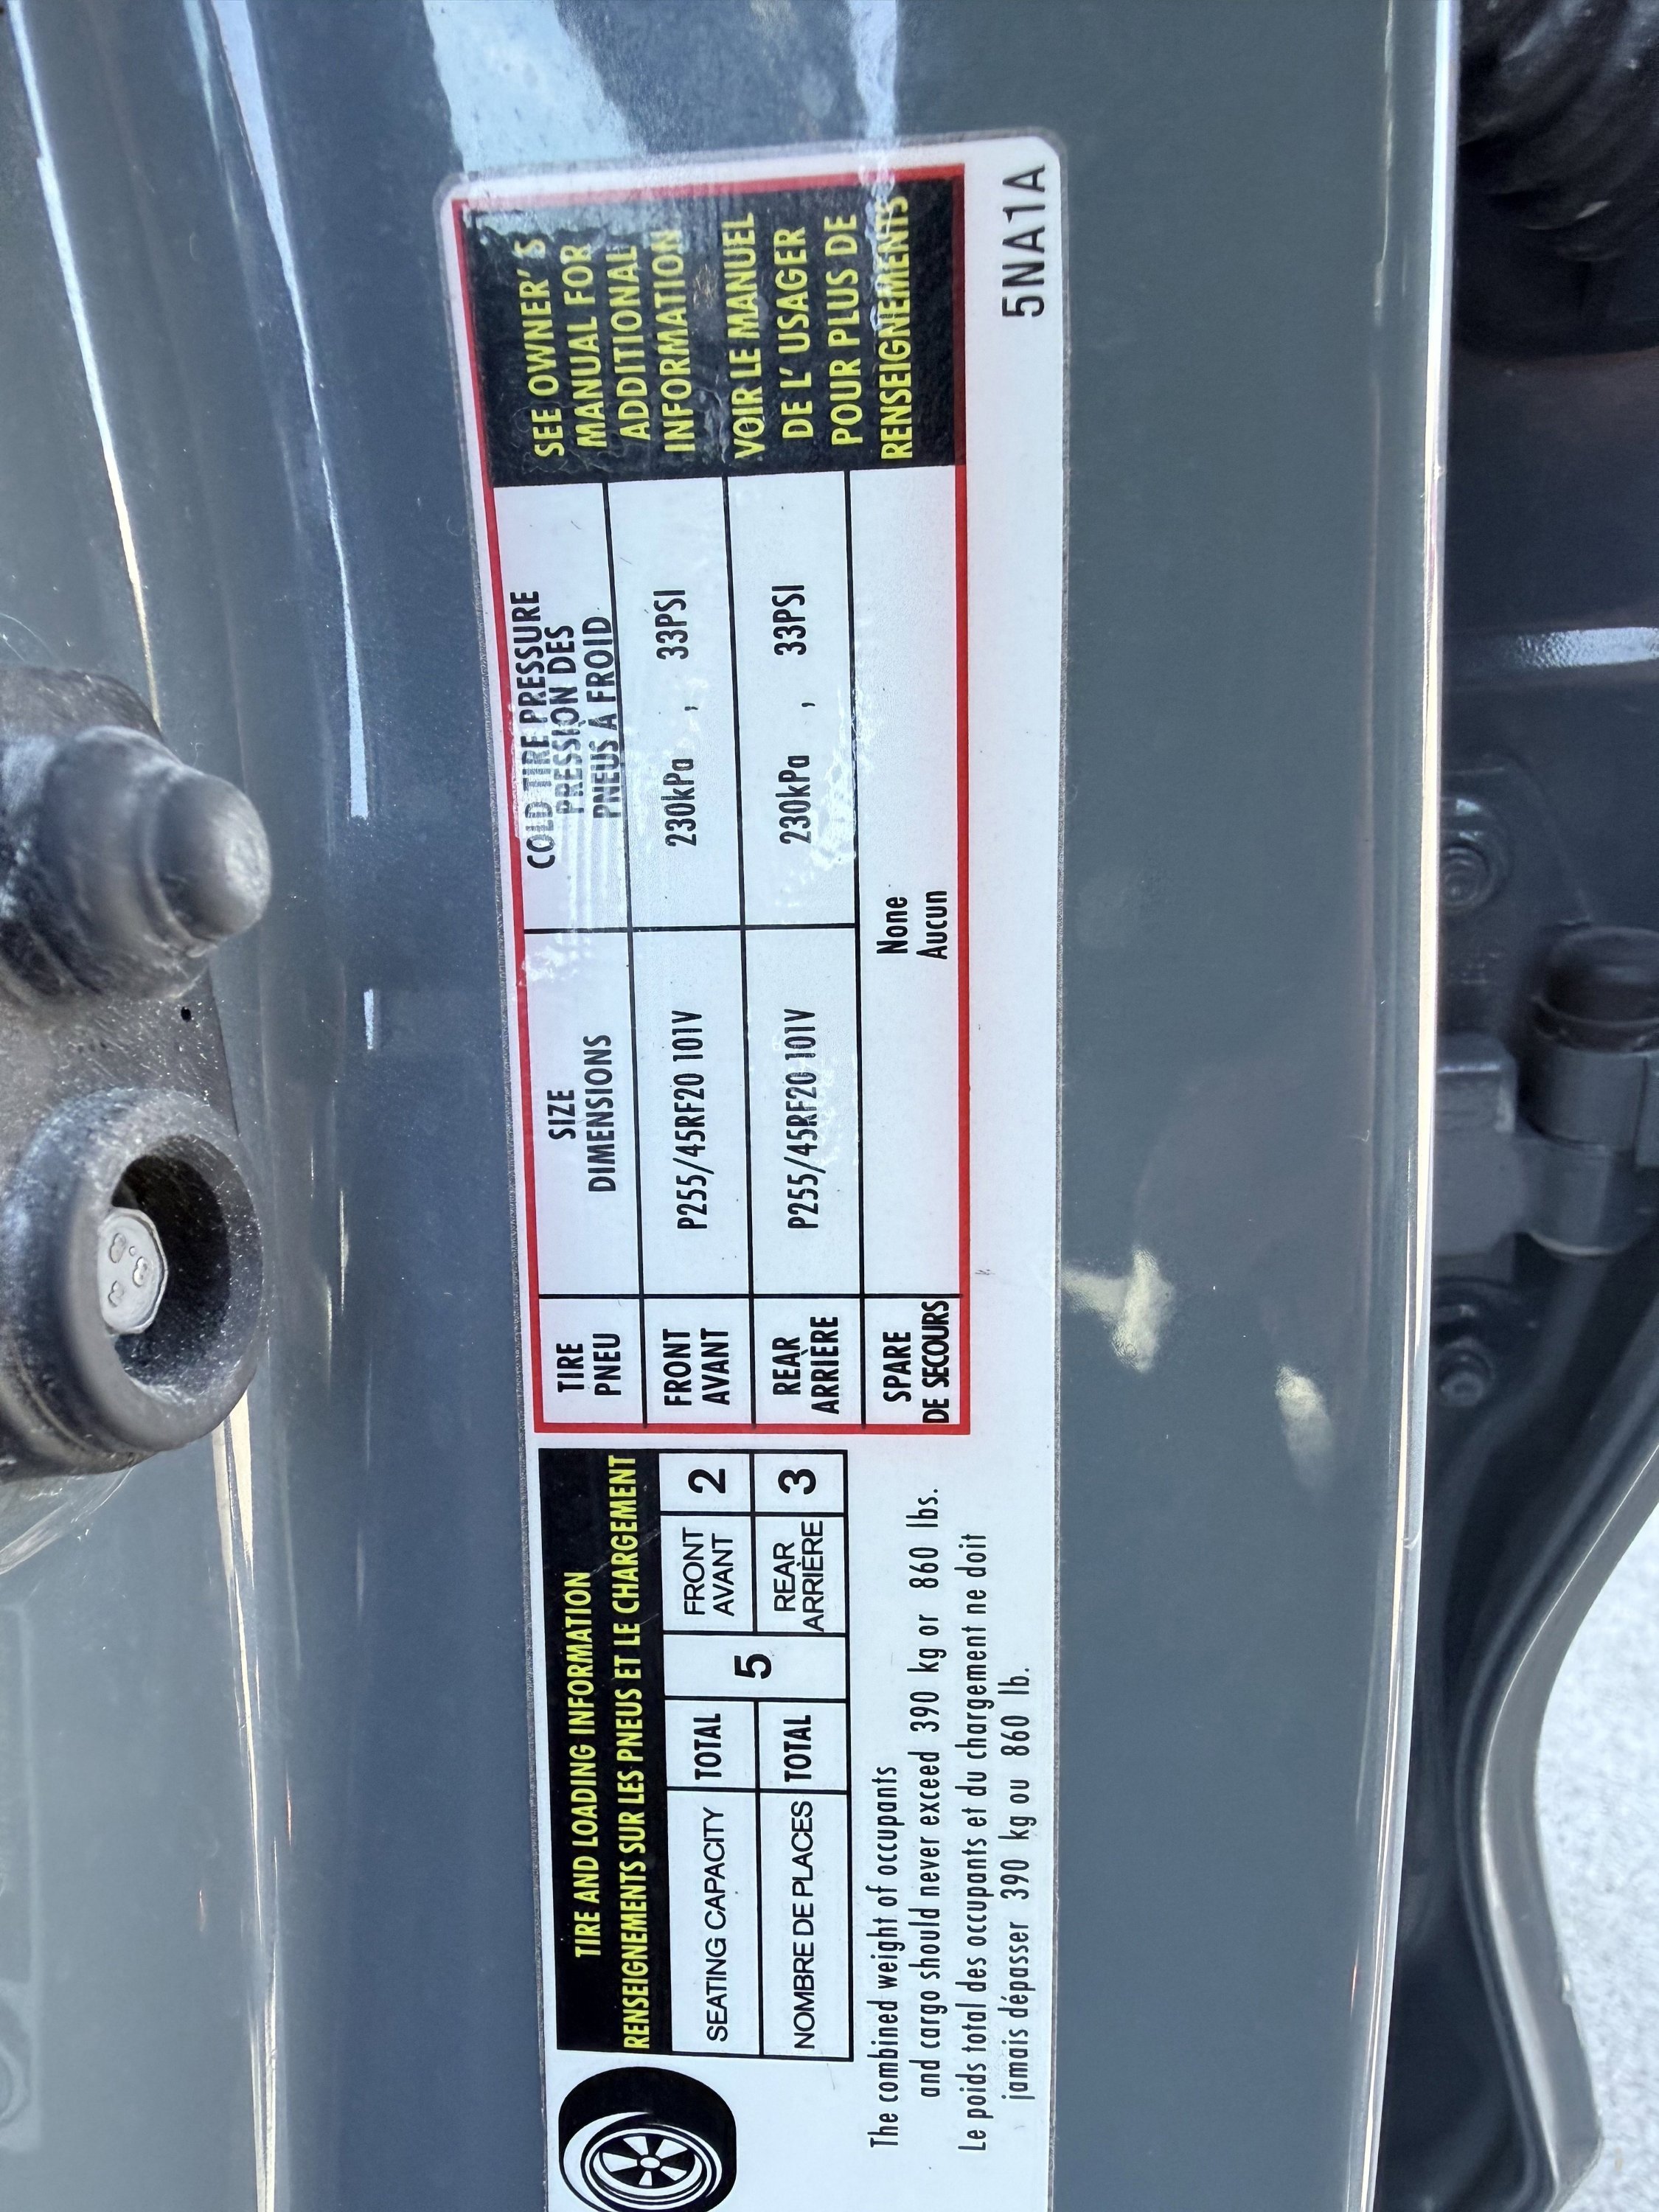 TIRE AND LOADING INFORMATION
RENSEIGNEMENTS SUR LES PNEUS ET LE CHARGEMENT
SEATING CAPACITY TOTAL 5 FRONT 2
AVANT
NOMBRE DE PLACES TOTAL REAR 3
ARRIÈRE
The combined weight of occupants
and cargo should never exceed 390 kg or 860 lbs.
Le poids total des occupants et du chargement ne doit
jamais dépasser 390 kg ou 860 lb.
TIRE
PNEU
SIZE
DIMENSIONS
COLD TIRE PRESSURE
PRESSION DES
PNEUS À FROID
FRONT
AVANT
P255/45RF20 101V
230kPa , 33PSI
REAR
ARRIÈRE
P255/45RF20 101V
230kPa , 33PSI
SPARE
DE SECOURS
None
Aucun
SEE OWNER'S
MANUAL FOR
ADDITIONAL
INFORMATION
VOIR LE MANUEL
DE L' USAGER
POUR PLUS DE
RENSEIGNEMENTS
5NA1A